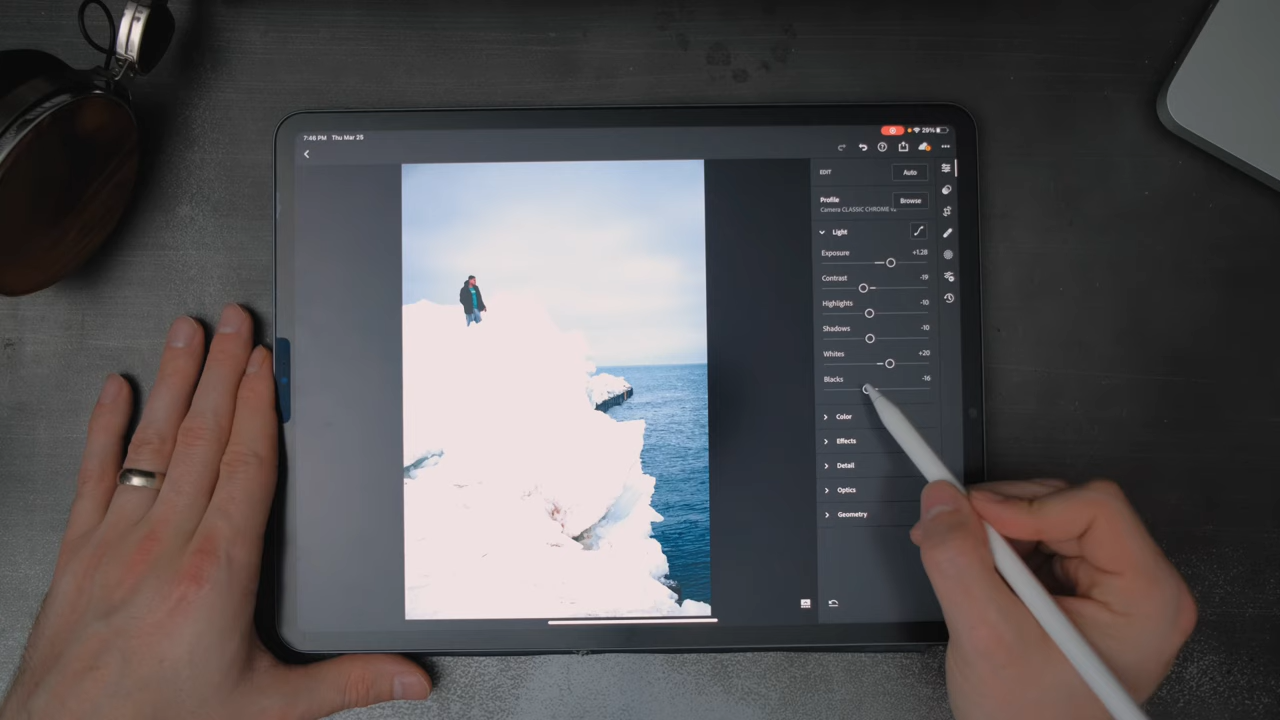 7:46 PM Thu Mar 25
29%
EDIT
Auto
Profile
Browse
Camera CLASSIC CHROME
Light
Exposure +1.28
Contrast -19
Highlights -10
Shadows -10
Whites +20
Blacks -16
Color
Effects
Detail
Optics
Geometry